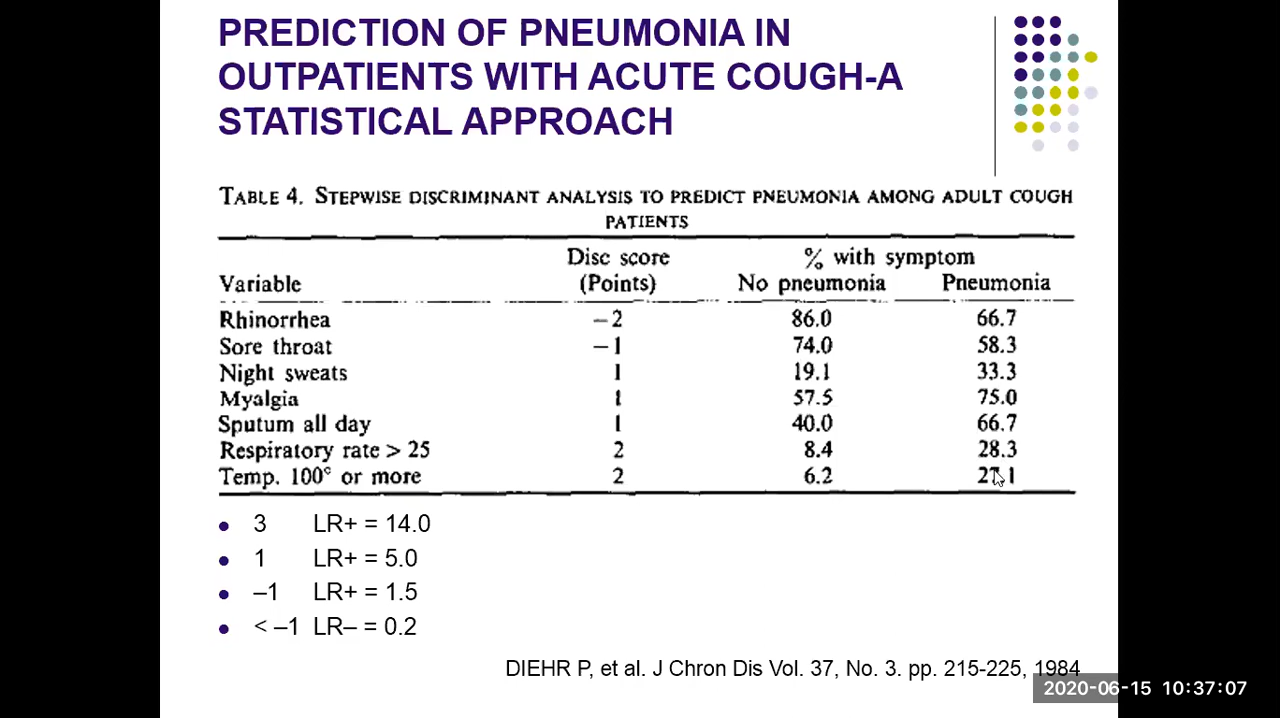 PREDICTION OF PNEUMONIA IN
OUTPATIENTS WITH ACUTE COUGH-A
STATISTICAL APPROACH
TABLE 4. STEPWISE DISCRIMINANT ANALYSIS TO PREDICT PNEUMONIA AMONG ADULT COUGH
PATIENTS
Disc score % with symptom
Variable (Points) No pneumonia Pneumonia
Rhinorrhea −2 86.0 66.7
Sore throat −1 74.0 58.3
Night sweats 1 19.1 33.3
Myalgia 1 57.5 75.0
Sputum all day 1 40.0 66.7
Respiratory rate > 25 2 8.4 28.3
Temp. 100° or more 2 6.2 27.1
• 3 LR+ = 14.0
• 1 LR+ = 5.0
• –1 LR+ = 1.5
• < –1 LR– = 0.2
DIEHR P, et al. J Chron Dis Vol. 37, No. 3. pp. 215-225, 1984
2020-06-15 10:37:07